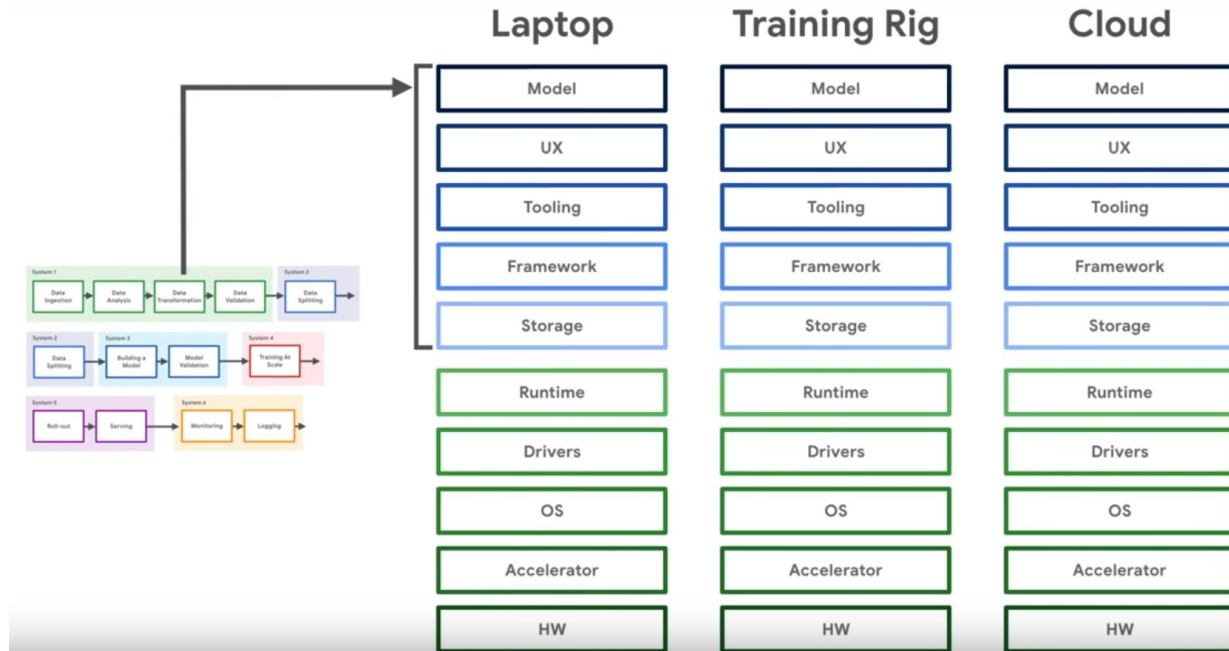 Laptop
Training Rig
Cloud
Model
Model
Model
UX
UX
UX
Tooling
Tooling
Tooling
Framework
Framework
Framework
Storage
Storage
Storage
Runtime
Runtime
Runtime
Drivers
Drivers
Drivers
OS
OS
OS
Accelerator
Accelerator
Accelerator
HW
HW
HW
System 1
Data
Ingestion
Data
Analysis
Data
Transformation
Data
Validation
System 2
Data
Splitting
System 2
Data
Splitting
System 3
Building a
Model
Model
Validation
System 4
Training At
Scale
System 5
Roll-out
Serving
System 6
Monitoring
Logging